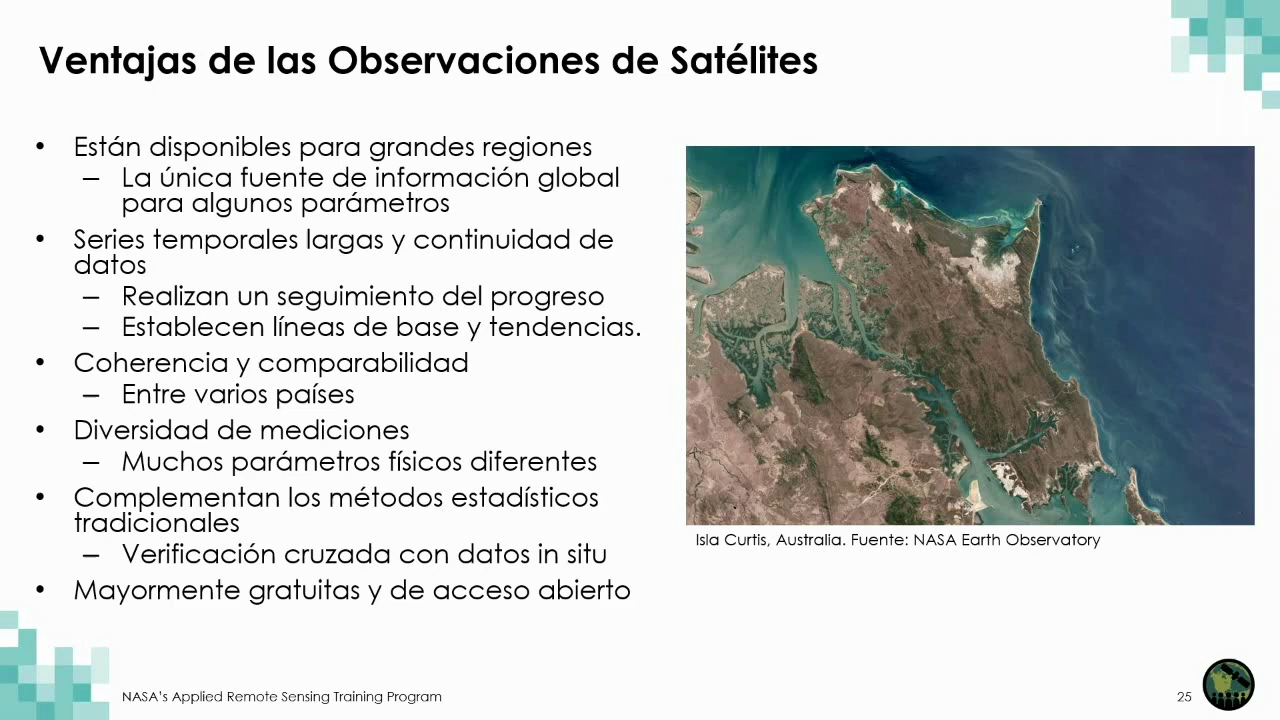 Ventajas de las Observaciones de Satélites
• Están disponibles para grandes regiones
– La única fuente de información global
para algunos parámetros
• Series temporales largas y continuidad de
datos
– Realizan un seguimiento del progreso
– Establecen líneas de base y tendencias.
• Coherencia y comparabilidad
– Entre varios países
• Diversidad de mediciones
– Muchos parámetros físicos diferentes
• Complementan los métodos estadísticos
tradicionales
– Verificación cruzada con datos in situ
• Mayormente gratuitas y de acceso abierto
Isla Curtis, Australia. Fuente: NASA Earth Observatory
NASA's Applied Remote Sensing Training Program
25